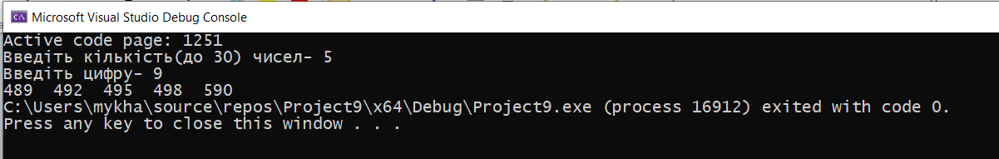 Microsoft Visual Studio Debug Console
Active code page: 1251
Введіть кількість(до 30) чисел- 5
Введіть цифру- 9
489  492  495  498  590
C:\Users\mykha\source\repos\Project9\x64\Debug\Project9.exe (process 16912) exited with code 0.
Press any key to close this window . . .